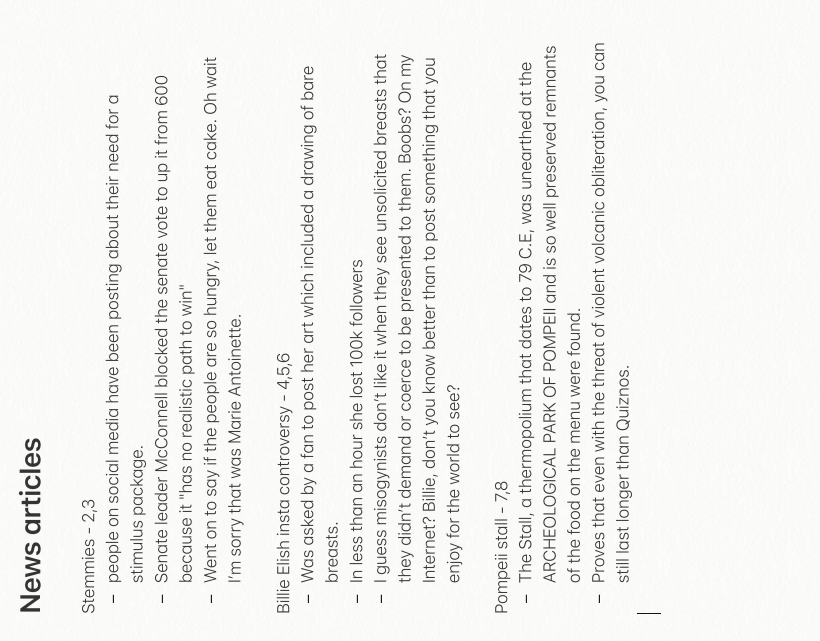 News articles
Stemmies - 2,3
– people on social media have been posting about their need for a
stimulus package.
– Senate leader McConnell blocked the senate vote to up it from 600
because it "has no realistic path to win"
– Went on to say if the people are so hungry, let them eat cake. Oh wait
I'm sorry that was Marie Antoinette.
Billie Elish insta controversy - 4,5,6
– Was asked by a fan to post her art which included a drawing of bare
breasts.
– In less than an hour she lost 100k followers
– I guess misogynists don't like it when they see unsolicited breasts that
they didn't demand or coerce to be presented to them. Boobs? On my
Internet? Billie, don't you know better than to post something that you
enjoy for the world to see?
Pompeii stall - 7,8
– The Stall, a thermopolium that dates to 79 C.E, was unearthed at the
ARCHEOLOGICAL PARK OF POMPEII and is so well preserved remnants
of the food on the menu were found.
– Proves that even with the threat of violent volcanic obliteration, you can
still last longer than Quiznos.